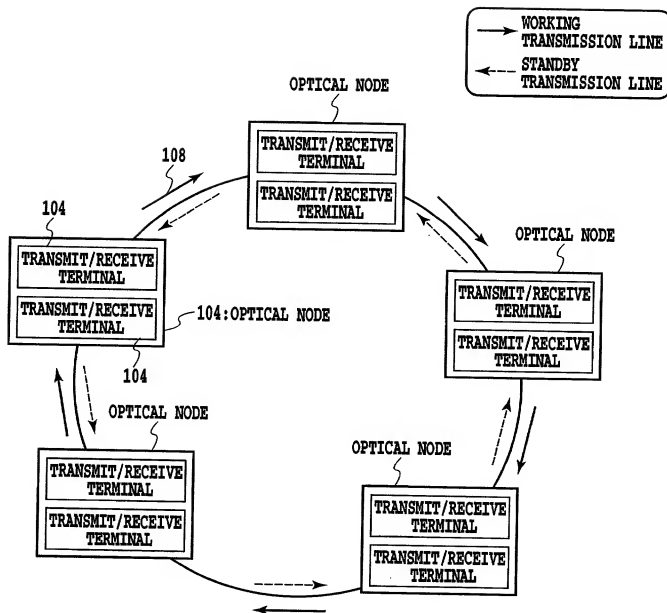 WORKING
TRANSMISSION LINE
STANDBY
TRANSMISSION LINE
OPTICAL NODE
TRANSMIT/RECEIVE
TERMINAL
TRANSMIT/RECEIVE
TERMINAL
108
104
TRANSMIT/RECEIVE
TERMINAL
TRANSMIT/RECEIVE
TERMINAL
104:OPTICAL NODE
104
OPTICAL NODE
TRANSMIT/RECEIVE
TERMINAL
TRANSMIT/RECEIVE
TERMINAL
OPTICAL NODE
TRANSMIT/RECEIVE
TERMINAL
TRANSMIT/RECEIVE
TERMINAL
OPTICAL NODE
TRANSMIT/RECEIVE
TERMINAL
TRANSMIT/RECEIVE
TERMINAL